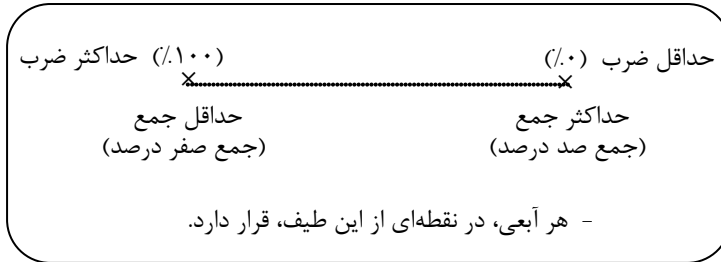 حداقل ضرب (۰٪) (۱۰۰٪) حداکثر ضرب
حداکثر جمع حداقل جمع
(جمع صد درصد) (جمع صفر درصد)
- هر آبعی، در نقطه‌ای از این طیف، قرار دارد.